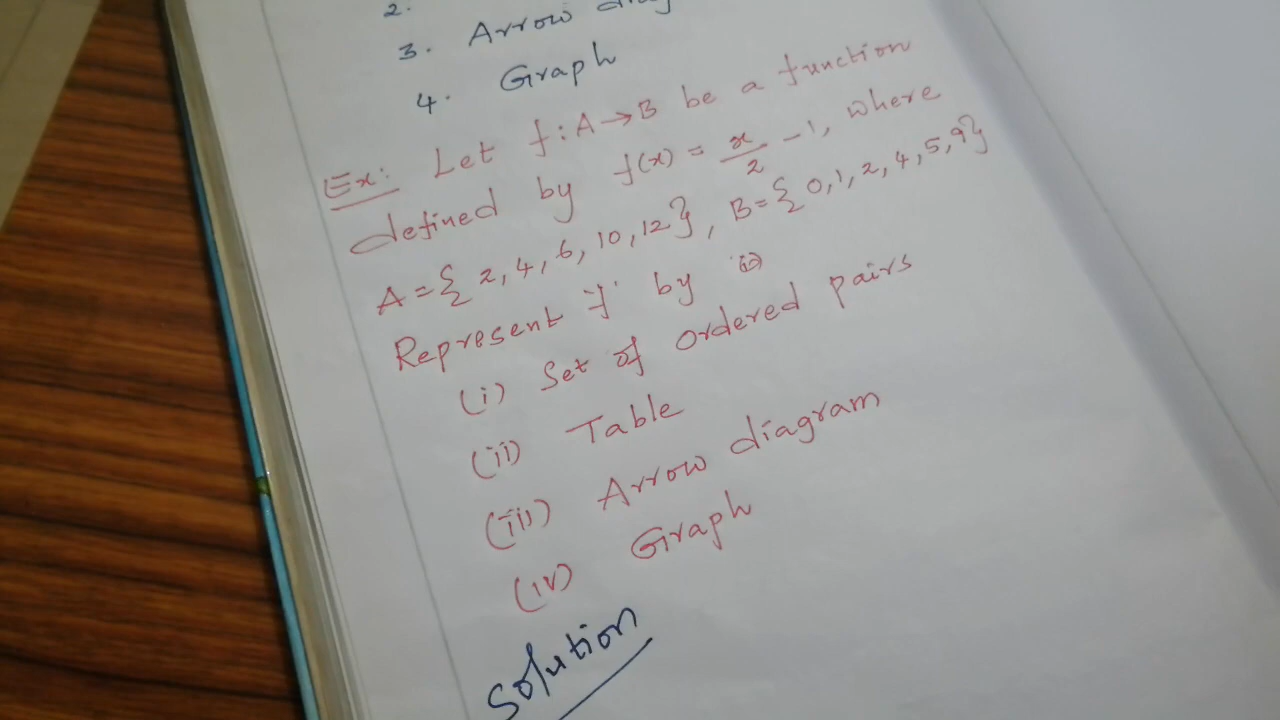 2.
3. Arrow
4. Graph
Ex: Let f:A→B be a function
defined by f(x) = x/2 -1, where
A={2,4,6,10,12}, B={0,1,2,4,5,9}
Represent f by
(i) Set of ordered pairs
(ii) Table
(iii) Arrow diagram
(iv) Graph
Solution